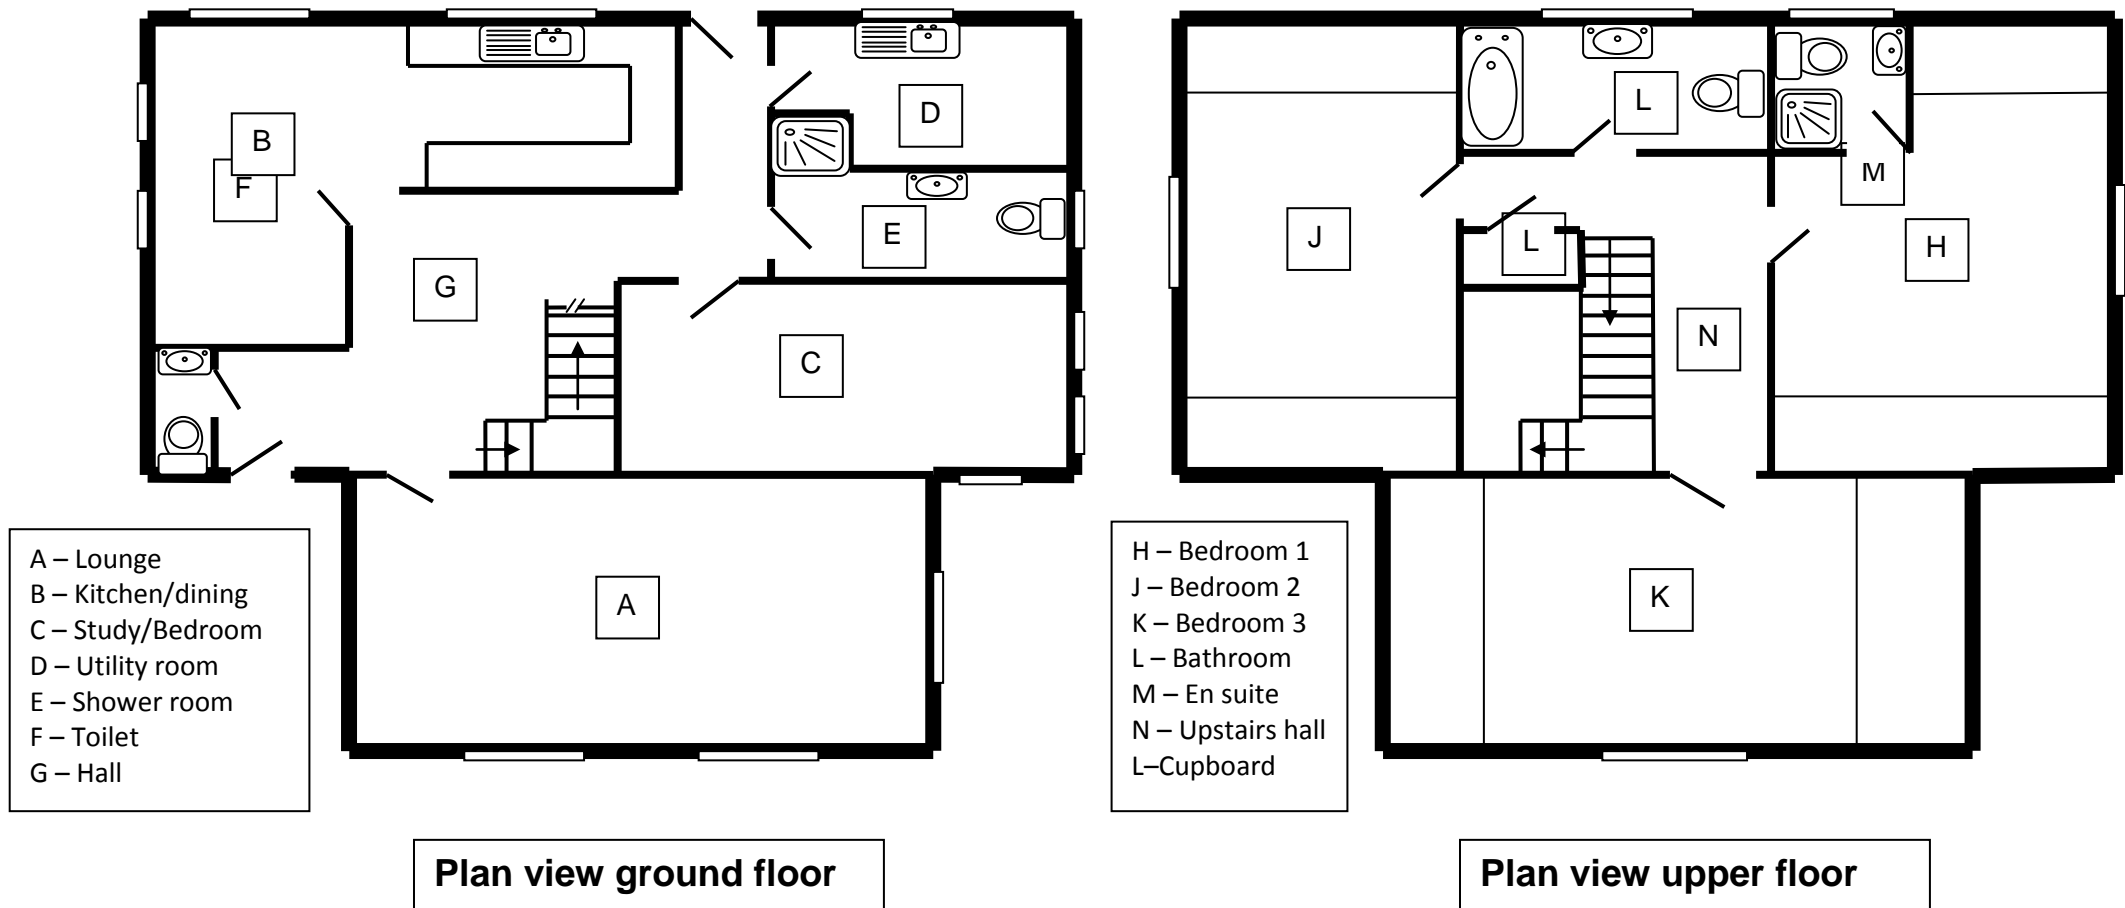 B
F
D
E
G
C
A
A – Lounge
B – Kitchen/dining
C – Study/Bedroom
D – Utility room
E – Shower room
F – Toilet
G – Hall
Plan view ground floor
L
M
J
L
H
N
K
H – Bedroom 1
J – Bedroom 2
K – Bedroom 3
L – Bathroom
M – En suite
N – Upstairs hall
L–Cupboard
Plan view upper floor